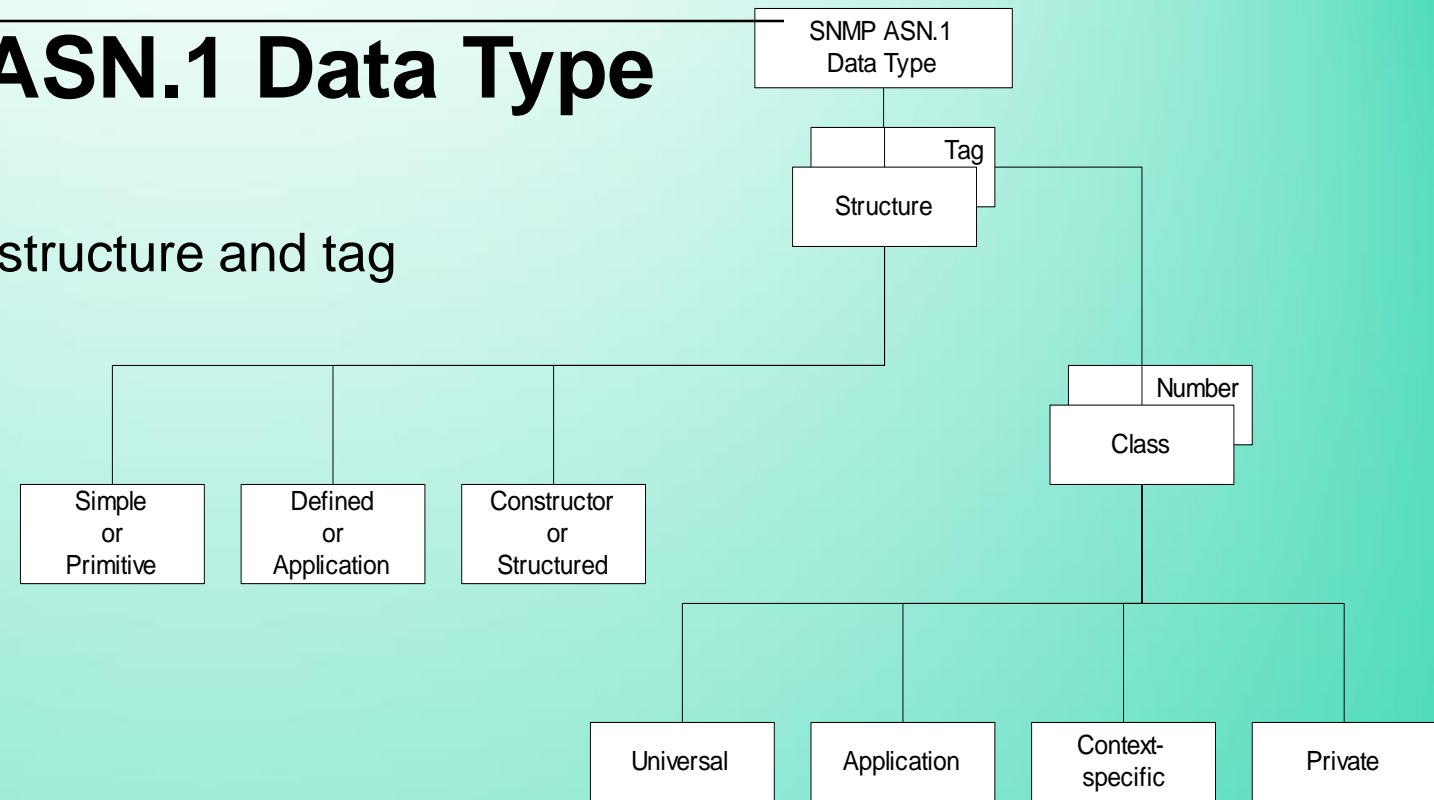 ASN.1 Data Type
structure and tag
SNMP ASN.1
Data Type
Tag
Structure
Number
Class
Simple
or
Primitive
Defined
or
Application
Constructor
or
Structured
Universal
Application
Context-
specific
Private